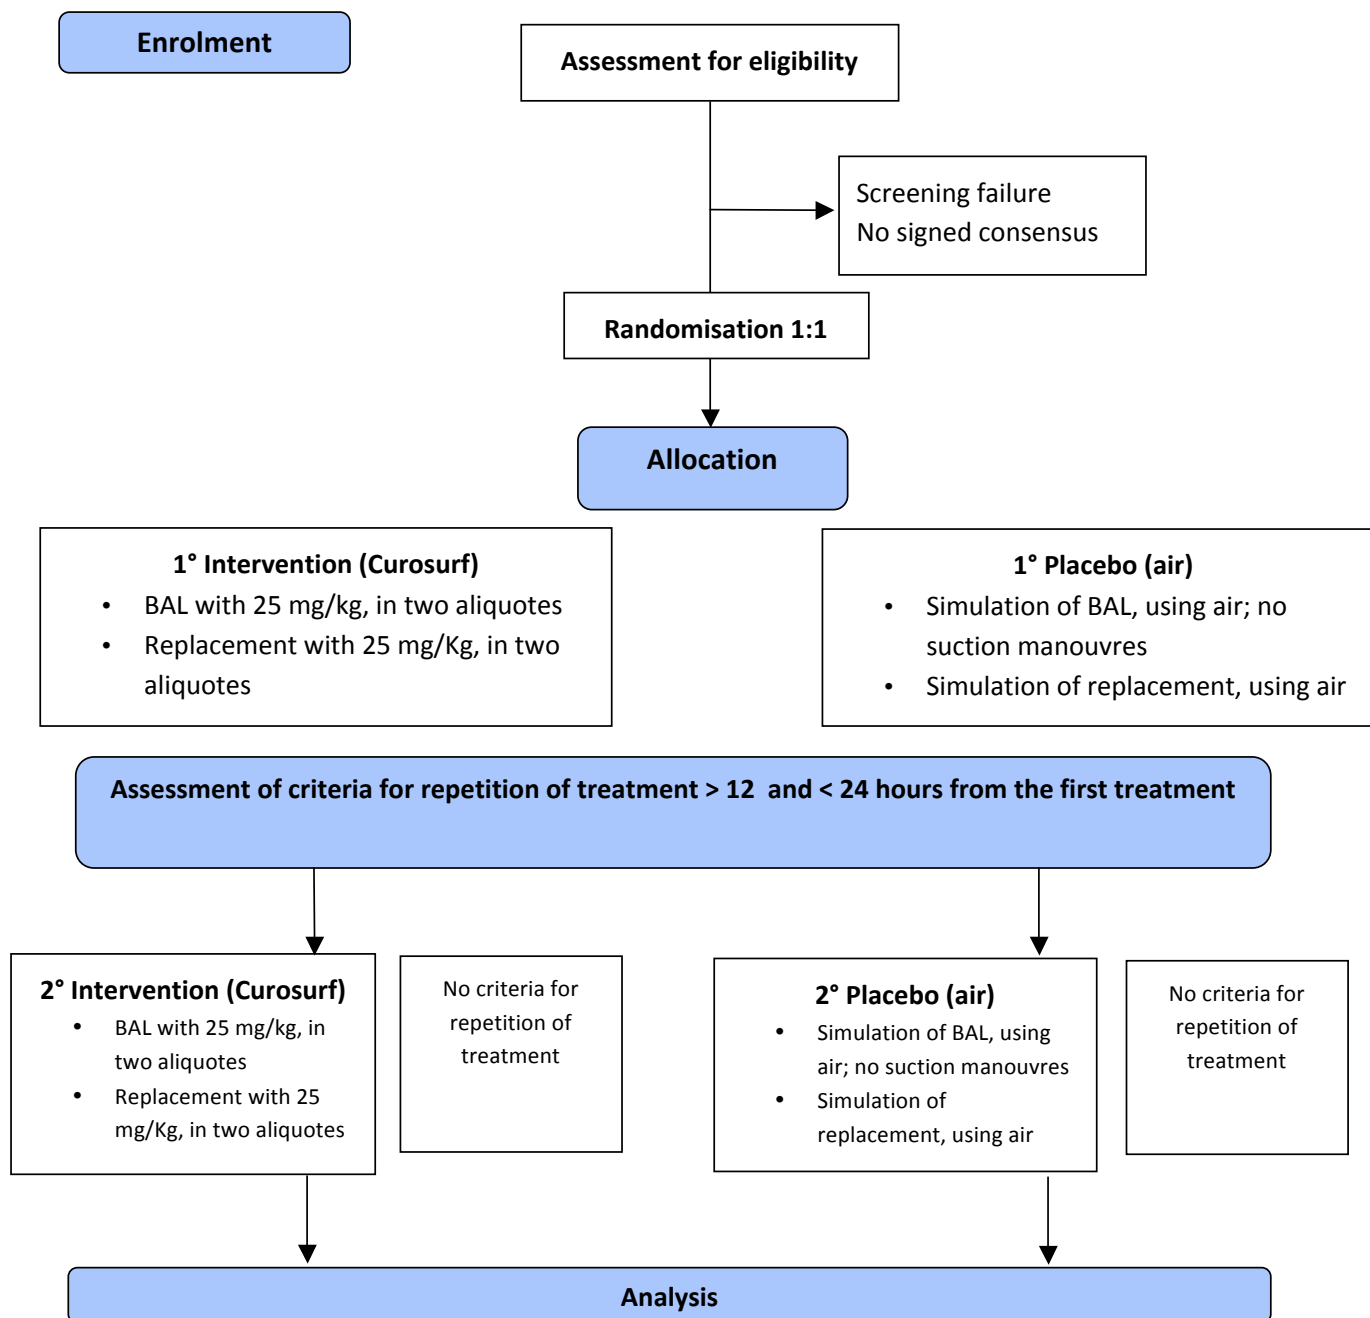 Enrolment
Assessment for eligibility
Screening failure
No signed consensus
Randomisation 1:1
Allocation
1° Intervention (Curosurf)
• BAL with 25 mg/kg, in two aliquotes
• Replacement with 25 mg/Kg, in two
aliquotes
1° Placebo (air)
• Simulation of BAL, using air; no
suction manouvres
• Simulation of replacement, using air
Assessment of criteria for repetition of treatment > 12 and < 24 hours from the first treatment
2° Intervention (Curosurf)
• BAL with 25 mg/kg, in
two aliquotes
• Replacement with 25
mg/Kg, in two aliquotes
No criteria for
repetition of
treatment
2° Placebo (air)
• Simulation of BAL, using
air; no suction manouvres
• Simulation of
replacement, using air
No criteria for
repetition of
treatment
Analysis